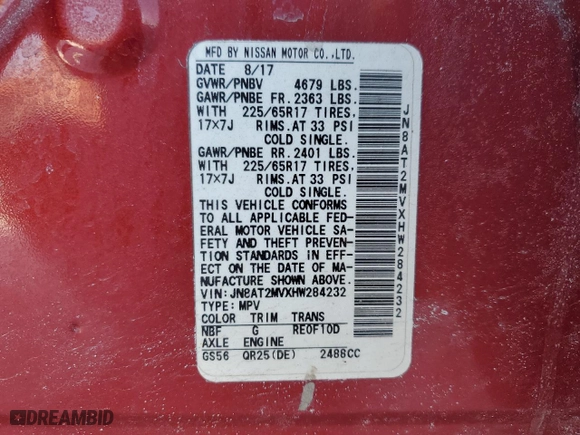 MFD BY NISSAN MOTOR CO.,LTD.
DATE 8/17
GVWR/PNBV 4679 LBS.
GAWR/PNBE FR. 2363 LBS.
WITH 225/65R17 TIRES,
17×7J RIMS.AT 33 PSI
COLD SINGLE.
GAWR/PNBE RR. 2401 LBS.
WITH 225/65R17 TIRES,
17×7J RIMS.AT 33 PSI
COLD SINGLE.
THIS VEHICLE CONFORMS
TO ALL APPLICABLE FED-
ERAL MOTOR VEHICLE SA-
FETY AND THEFT PREVEN-
TION STANDARDS IN EFF-
ECT ON THE DATE OF MA-
NUFACTURE SHOWN ABOVE.
VIN: JN8AT2MVXHW284232
TYPE: MPV
COLOR TRIM TRANS
NBF G RE0F10D
AXLE ENGINE
GS56 QR25(DE) 2488CC
JN8AT2MVXHW284232
DREAMBID